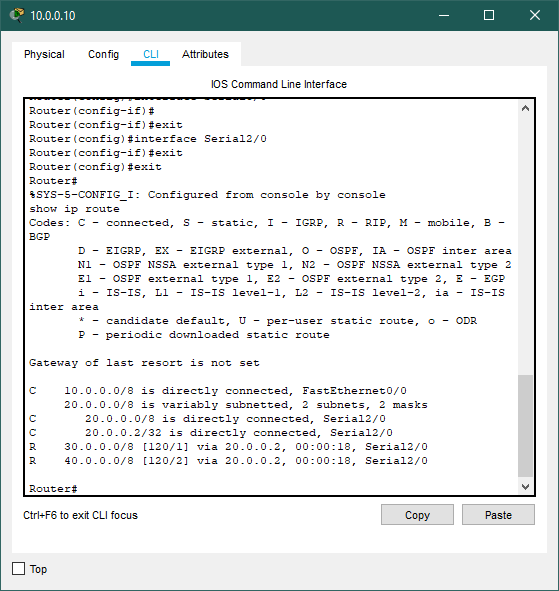 10.0.0.10
Physical Config CLI Attributes
IOS Command Line Interface
Router(config-if)#
Router(config-if)#exit
Router(config)#interface Serial2/0
Router(config-if)#exit
Router(config)#exit
Router#
%SYS-5-CONFIG_I: Configured from console by console
show ip route
Codes: C - connected, S - static, I - IGRP, R - RIP, M - mobile, B -
BGP
D - EIGRP, EX - EIGRP external, O - OSPF, IA - OSPF inter area
N1 - OSPF NSSA external type 1, N2 - OSPF NSSA external type 2
E1 - OSPF external type 1, E2 - OSPF external type 2, E - EGP
i - IS-IS, L1 - IS-IS level-1, L2 - IS-IS level-2, ia - IS-IS
inter area
* - candidate default, U - per-user static route, o - ODR
P - periodic downloaded static route
Gateway of last resort is not set
C 10.0.0.0/8 is directly connected, FastEthernet0/0
20.0.0.0/8 is variably subnetted, 2 subnets, 2 masks
C 20.0.0.0/8 is directly connected, Serial2/0
C 20.0.0.2/32 is directly connected, Serial2/0
R 30.0.0.0/8 [120/1] via 20.0.0.2, 00:00:18, Serial2/0
R 40.0.0.0/8 [120/2] via 20.0.0.2, 00:00:18, Serial2/0
Router#
Ctrl+F6 to exit CLI focus Copy Paste
Top